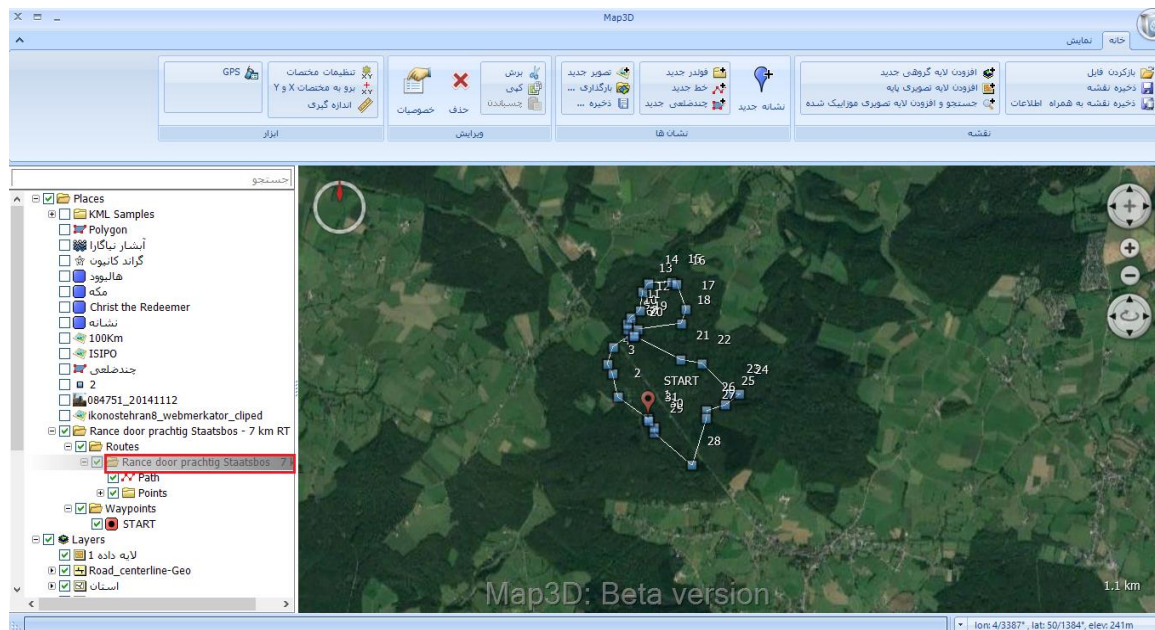 Map3D
خانه
نمایش
بازکردن فایل
ذخیره نقشه
ذخیره نقشه به همراه اطلاعات
افزودن لایه گروهی جدید
افزودن لایه تصویری پایه
جستجو و افزودن لایه تصویری موزاییک شده
نقشه
نشانه جدید
فولدر جدید
خط جدید
چندضلعی جدید
تصویر جدید
بارگذاری ...
ذخیره ...
نشان ها
برش
کپی
چسباندن
حذف
خصوصیات
ویرایش
تنظیمات مختصات
برو به مختصات X و Y
اندازه گیری
GPS
ابزار
جستجو
Places
KML Samples
Polygon
آبشار نیاگارا
گراند کانیون
هالیوود
مکه
Christ the Redeemer
نشانه
100Km
ISIPO
چندضلعی
2
084751_20141112
ikonostehran8_webmerkator_cliped
Rance door prachtig Staatsbos - 7 km RT
Routes
Rance door prachtig Staatsbos 7
Path
Points
Waypoints
START
Layers
لایه داده 1
Road_centerline-Geo
استان
14
13
17
18
19
20
21 22
3
2
START
24
25
26
27
31
30
29
28
1.1 km
Map3D: Beta version
lon: 4/3387°, lat: 50/1384°, elev: 241m